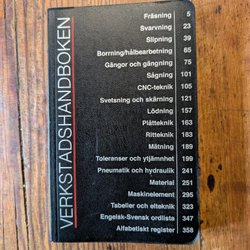 VERKSTADSHANDBOKEN
Fräsning 5
Svarvning 23
Slipning 39
Borrning/hålbearbetning 65
Gängor och gängning 75
Sågning 101
CNC-teknik 105
Svetsning och skärning 121
Lödning 157
Plåtteknik 163
Ritteknik 183
Mätning 189
Toleranser och ytjämnhet 199
Pneumatik och hydraulik 241
Material 251
Maskinelement 295
Tabeller och elteknik 323
Engelsk-Svensk ordlista 347
Alfabetiskt register 358